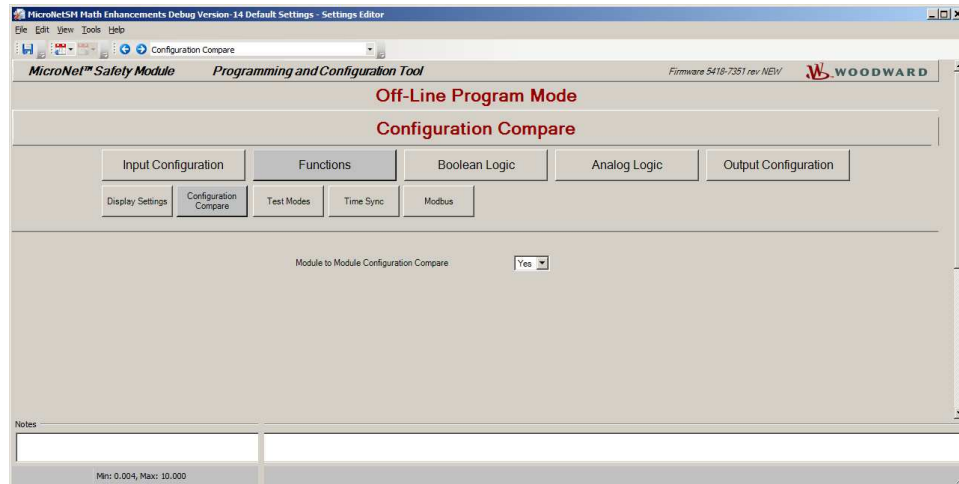 MicroNetSM Math Enhancements Debug Version-14 Default Settings - Settings Editor
File Edit View Tools Help
Configuration Compare
MicroNet™ Safety Module Programming and Configuration Tool Firmware 5418-7351 rev NEW WOODWARD
Off-Line Program Mode
Configuration Compare
Input Configuration Functions Boolean Logic Analog Logic Output Configuration
Display Settings Configuration Compare Test Modes Time Sync Modbus
Module to Module Configuration Compare Yes
Notes
Min: 0.004, Max: 10.000